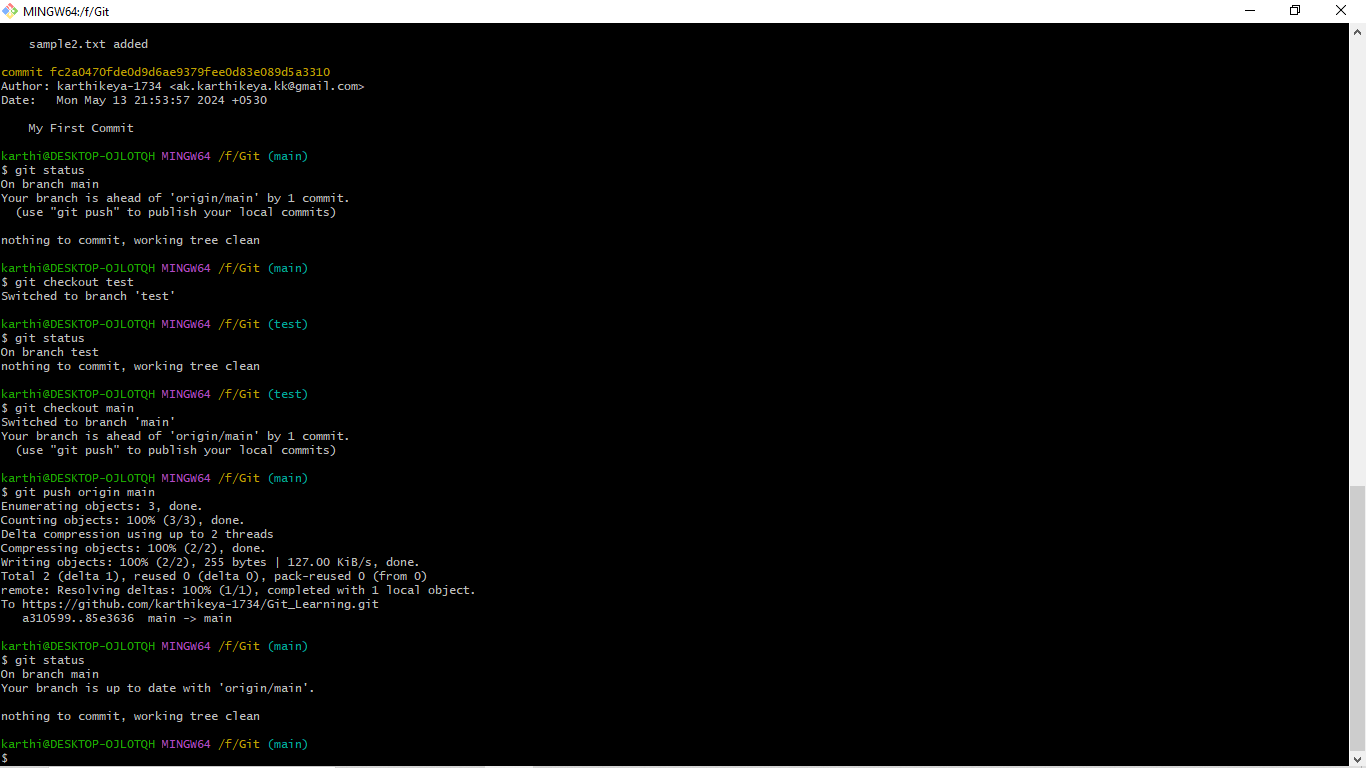 MINGW64:/f/Git
sample2.txt added
commit fc2a0470fde0d9d6ae9379fee0d83e089d5a3310
Author: karthikeya-1734 <ak.karthikeya.kk@gmail.com>
Date:   Mon May 13 21:53:57 2024 +0530
My First Commit
karthi@DESKTOP-OJLOTQH MINGW64 /f/Git (main)
$ git status
On branch main
Your branch is ahead of 'origin/main' by 1 commit.
  (use "git push" to publish your local commits)
nothing to commit, working tree clean
karthi@DESKTOP-OJLOTQH MINGW64 /f/Git (main)
$ git checkout test
Switched to branch 'test'
karthi@DESKTOP-OJLOTQH MINGW64 /f/Git (test)
$ git status
On branch test
nothing to commit, working tree clean
karthi@DESKTOP-OJLOTQH MINGW64 /f/Git (test)
$ git checkout main
Switched to branch 'main'
Your branch is ahead of 'origin/main' by 1 commit.
  (use "git push" to publish your local commits)
karthi@DESKTOP-OJLOTQH MINGW64 /f/Git (main)
$ git push origin main
Enumerating objects: 3, done.
Counting objects: 100% (3/3), done.
Delta compression using up to 2 threads
Compressing objects: 100% (2/2), done.
Writing objects: 100% (2/2), 255 bytes | 127.00 KiB/s, done.
Total 2 (delta 1), reused 0 (delta 0), pack-reused 0 (from 0)
remote: Resolving deltas: 100% (1/1), completed with 1 local object.
To https://github.com/karthikeya-1734/Git_Learning.git
   a310599..85e3636  main -> main
karthi@DESKTOP-OJLOTQH MINGW64 /f/Git (main)
$ git status
On branch main
Your branch is up to date with 'origin/main'.
nothing to commit, working tree clean
karthi@DESKTOP-OJLOTQH MINGW64 /f/Git (main)
$